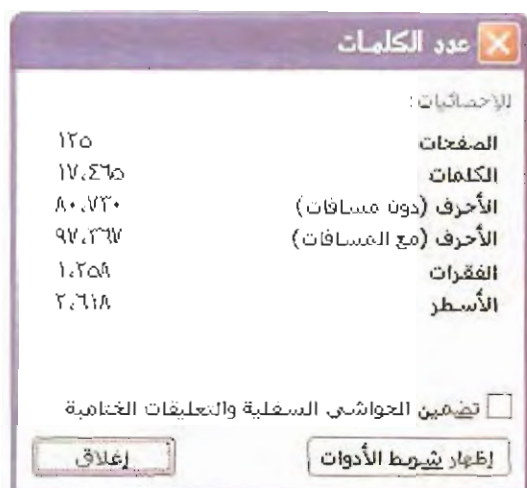 عدد الكلمات
الإحصائيات:
الصفحات ١٢٥
الكلمات ١٧،٤٦٥
الأحرف (دون مسافات) ٨٠،٧٣٠
الأحرف (مع المسافات) ٩٧،٣٦٧
الفقرات ١،٢٥٨
الأسطر ٢،٦١٨
تضمين الحواشي السفلية والتعليقات الختامية
إظهار شريط الأدوات إغلاق